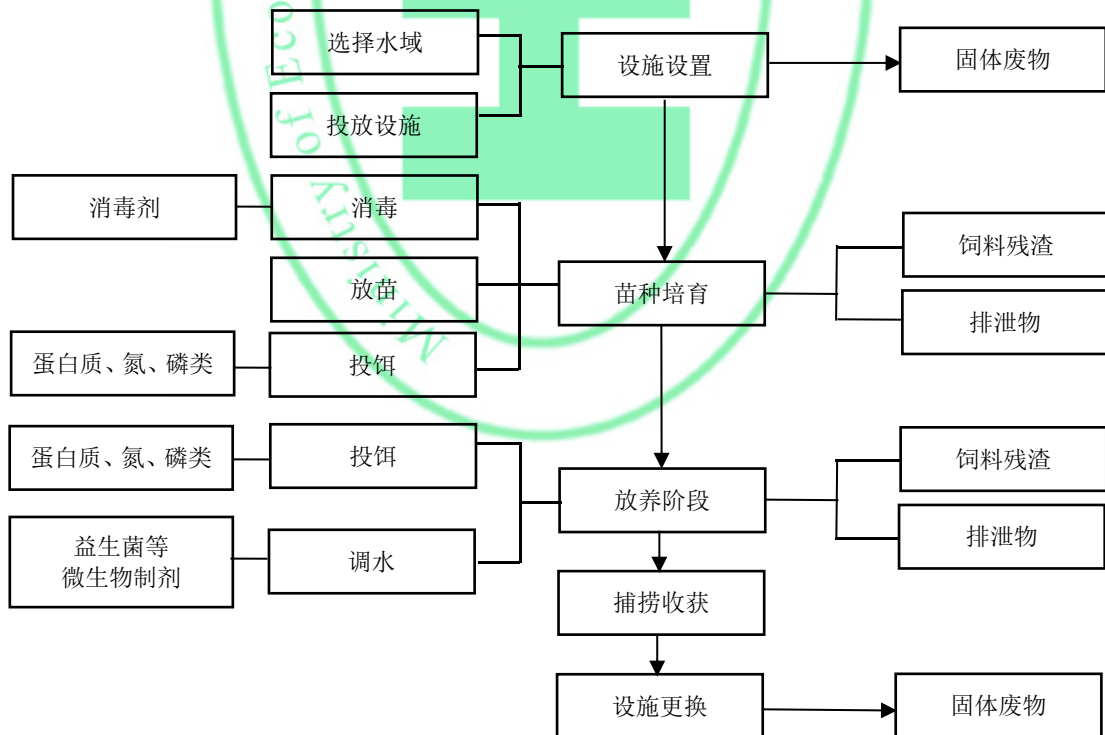 选择水域
设施设置
固体废物
投放设施
消毒剂
消毒
饲料残渣
放苗
苗种培育
排泄物
蛋白质、氮、磷类
投饵
蛋白质、氮、磷类
投饵
饲料残渣
放养阶段
排泄物
益生菌等
微生物制剂
调水
捕捞收获
设施更换
固体废物
Ministry of Eco